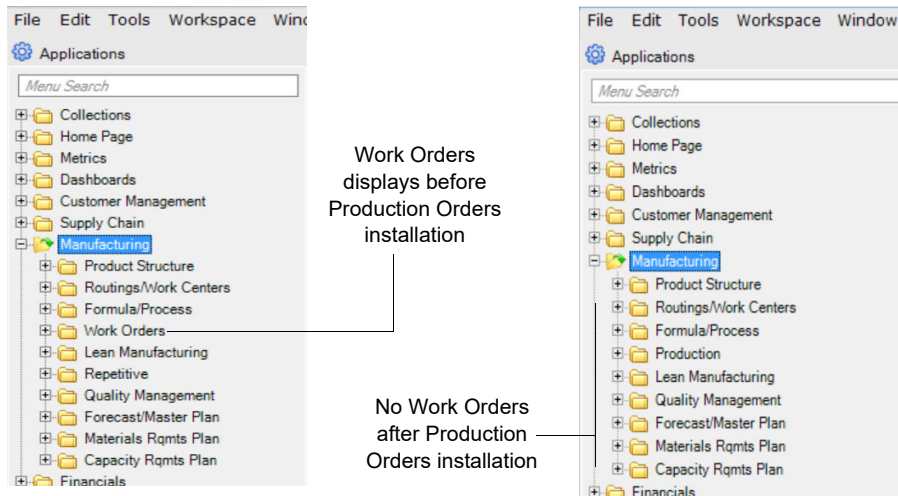 File Edit Tools Workspace Wind
Applications
Menu Search
Collections
Home Page
Metrics
Dashboards
Customer Management
Supply Chain
Manufacturing
Product Structure
Routings/Work Centers
Formula/Process
Work Orders
Lean Manufacturing
Repetitive
Quality Management
Forecast/Master Plan
Materials Rqmts Plan
Capacity Rqmts Plan
Financials
Work Orders
displays before
Production Orders
installation
No Work Orders
after Production
Orders installation
File Edit Tools Workspace Window
Applications
Menu Search
Collections
Home Page
Metrics
Dashboards
Customer Management
Supply Chain
Manufacturing
Product Structure
Routings/Work Centers
Formula/Process
Production
Lean Manufacturing
Quality Management
Forecast/Master Plan
Materials Rqmts Plan
Capacity Rqmts Plan
Financials